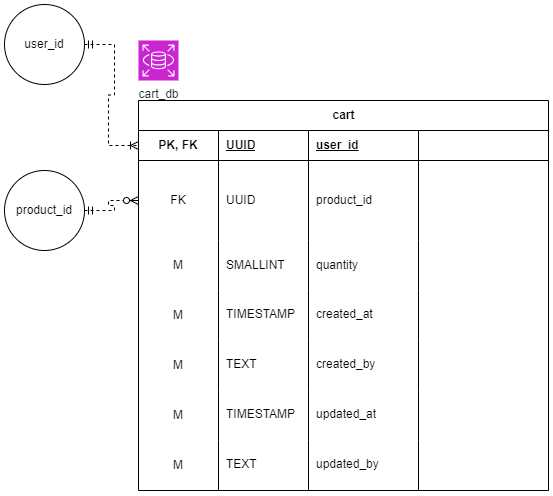 user_id
cart_db
cart
PK, FK UUID user_id
product_id
FK UUID product_id
M SMALLINT quantity
M TIMESTAMP created_at
M TEXT created_by
M TIMESTAMP updated_at
M TEXT updated_by